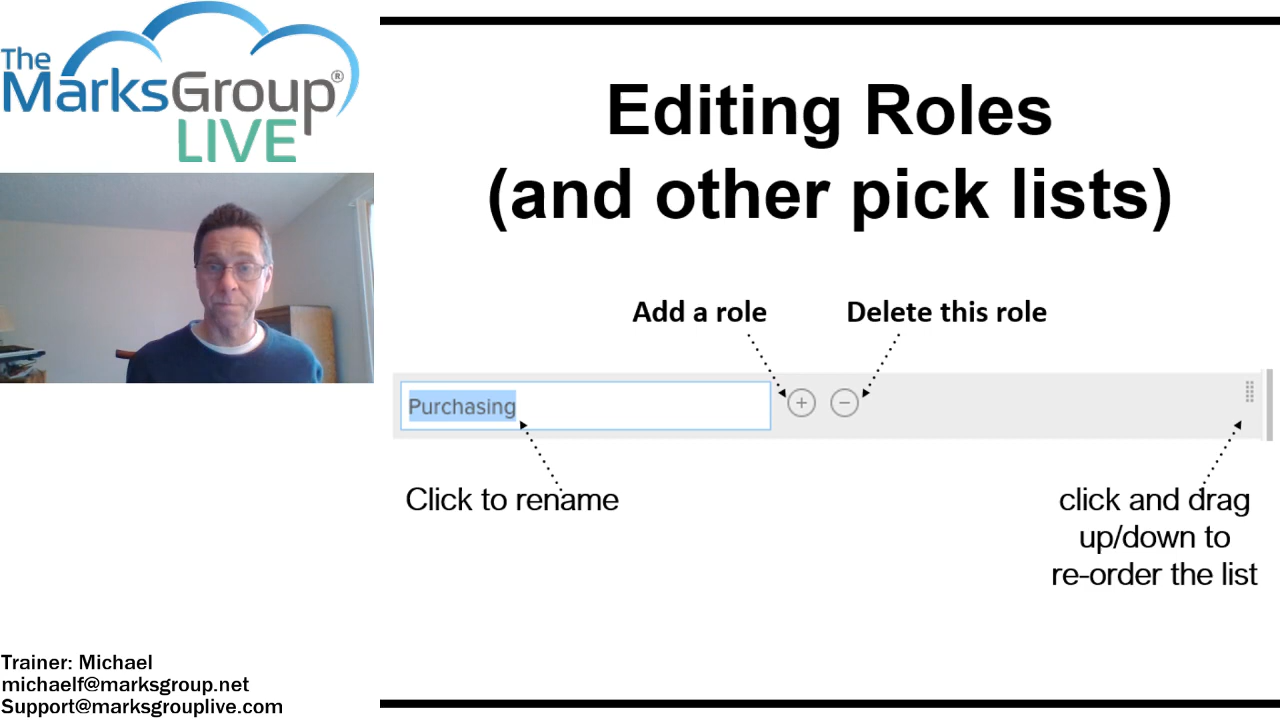 The
MarksGroup®
LIVE
Editing Roles
(and other pick lists)
Add a role
Delete this role
Purchasing
Click to rename
click and drag
up/down to
re-order the list
Trainer: Michael
michaelf@marksgroup.net
Support@marksgrouplive.com